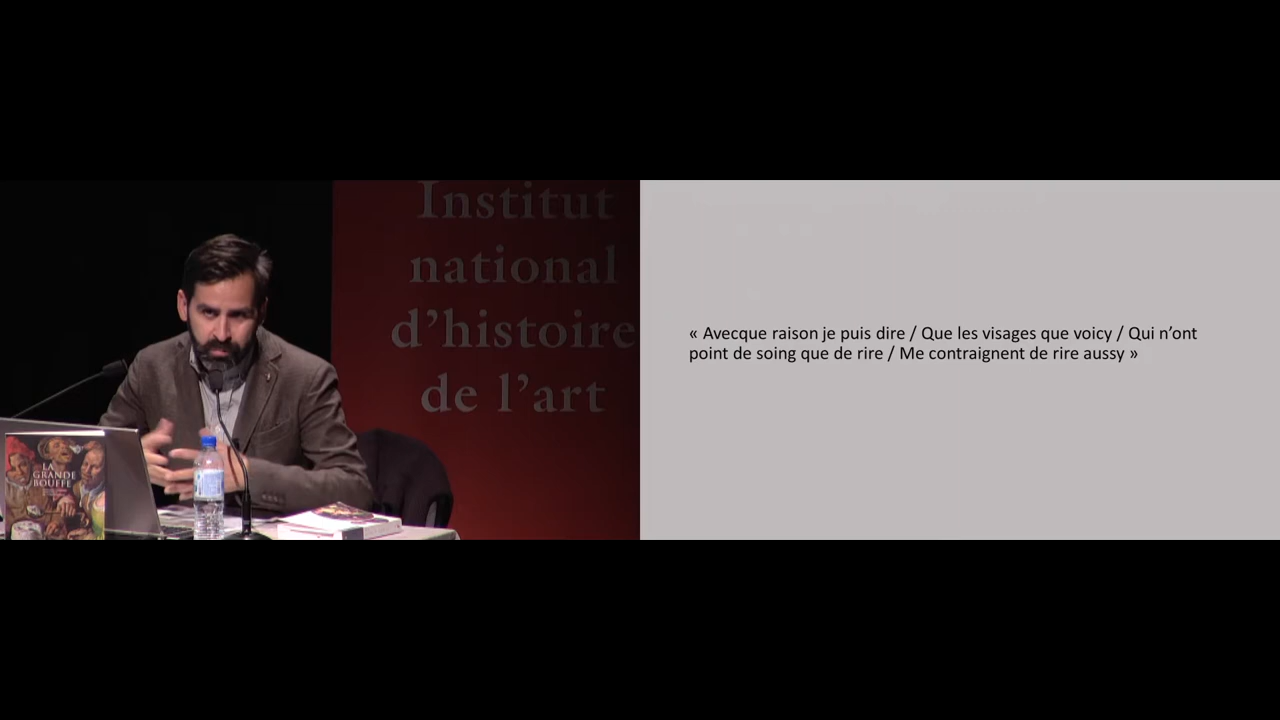 Institut
national
d’histoire
de l’art
LA
GRANDE
BOUFFE
« Avecque raison je puis dire / Que les visages que voicy / Qui n’ont
point de soing que de rire / Me contraignent de rire aussy »